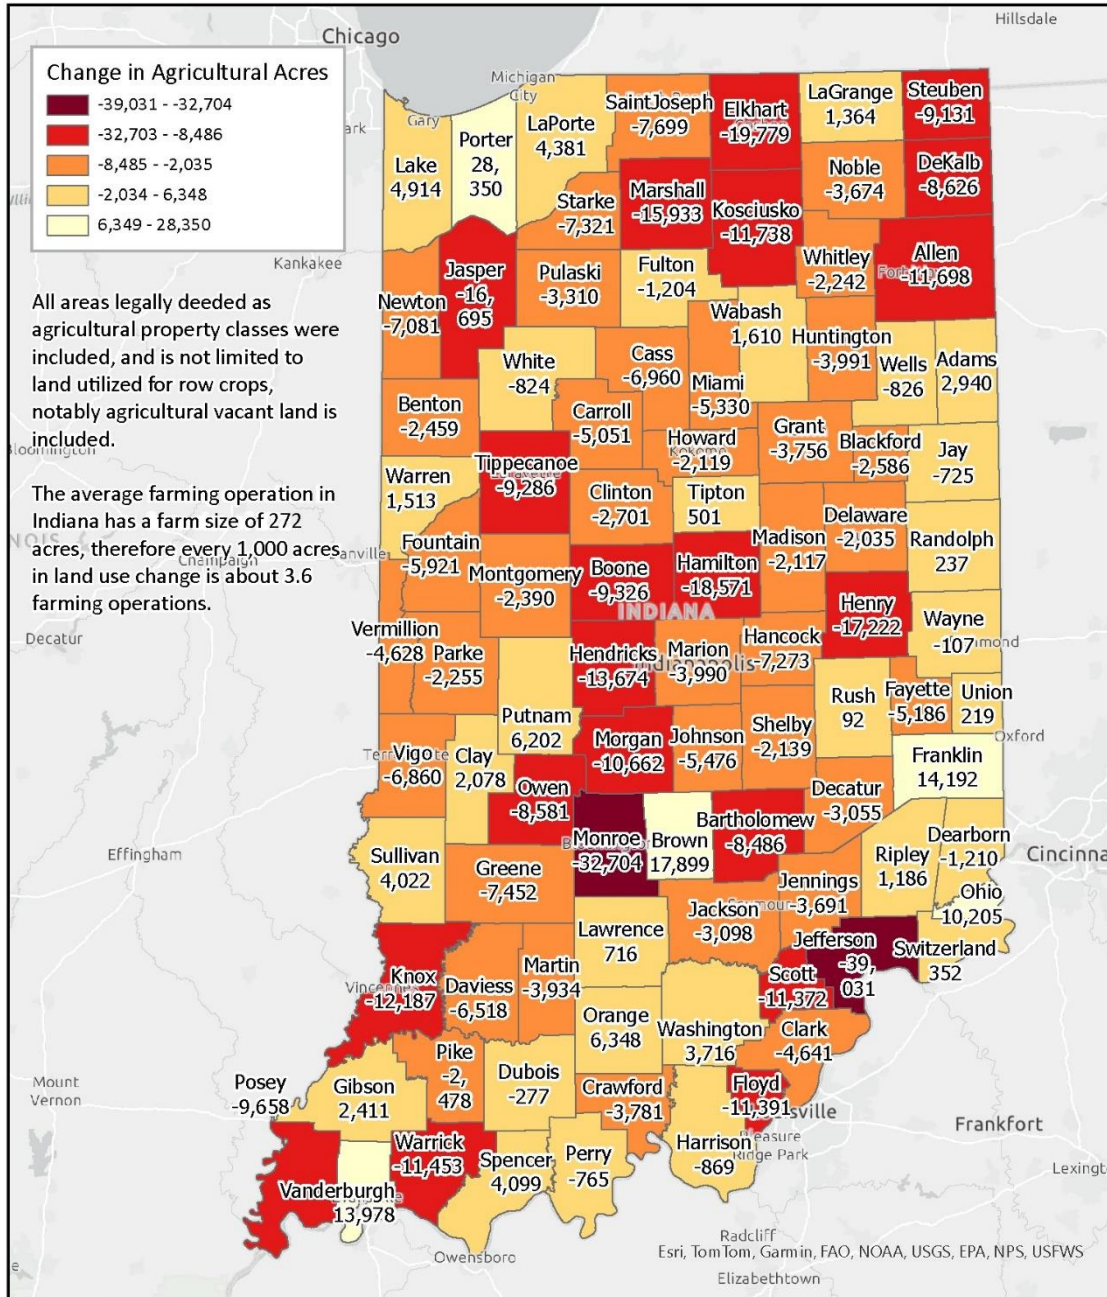 Hillsdale
Chicago
Michigan
City
Change in Agricultural Acres
-39,031 - -32,704
-32,703 - -8,486
-8,485 - -2,035
-2,034 - 6,348
6,349 - 28,350
Gary
ark
Lake
4,914
Porter
28,
350
LaPorte
4,381
SaintJoseph
-7,699
Elkhart
-19,779
LaGrange
1,364
Steuben
-9,131
Noble
-3,674
DeKalb
-8,626
Starke
-7,321
Marshall
-15,933
Kosciusko
-11,738
Whitley
-2,242
Allen
-11,698
Kankakee
Newton
-7,081
Jasper
-16,
695
Pulaski
-3,310
Fulton
-1,204
Wabash
1,610
Huntington
-3,991
Wells
-826
Adams
2,940
All areas legally deeded as
agricultural property classes were
included, and is not limited to
land utilized for row crops,
notably agricultural vacant land is
included.
White
-824
Cass
-6,960
Miami
-5,330
Benton
-2,459
Carroll
-5,051
Howard
-2,119
Grant
-3,756
Blackford
-2,586
Jay
-725
Bloomington
Warren
1,513
Tippecanoe
-9,286
Clinton
-2,701
Tipton
501
Delaware
-2,035
Randolph
237
The average farming operation in
Indiana has a farm size of 272
acres, therefore every 1,000 acres
in land use change is about 3.6
farming operations.
Champaign
Danville
Fountain
-5,921
Montgomery
-2,390
Boone
-9,326
Hamilton
-18,571
Madison
-2,117
Henry
-17,222
Wayne
-107
INDIANA
Decatur
Vermillion
-4,628
Parke
-2,255
Hendricks
-13,674
Marion
-3,990
Indianapolis
Hancock
-7,273
Rush
92
Fayette
-5,186
Union
219
Putnam
6,202
Morgan
-10,662
Johnson
-5,476
Shelby
-2,139
Franklin
14,192
Oxford
Vigo
-6,860
Clay
2,078
Owen
-8,581
Monroe
-32,704
Brown
17,899
Bartholomew
-8,486
Decatur
-3,055
Dearborn
-1,210
Cincinna
Effingham
Sullivan
4,022
Greene
-7,452
Ripley
1,186
Jennings
-3,691
Ohio
10,205
Jackson
-3,098
Lawrence
716
Jefferson
-39,
031
Switzerland
352
Knox
-12,187
Vincennes
Daviess
-6,518
Martin
-3,934
Scott
-11,372
Orange
6,348
Washington
3,716
Clark
-4,641
Mount
Vernon
Posey
-9,658
Gibson
2,411
Pike
-2,
478
Dubois
-277
Crawford
-3,781
Floyd
-11,391
sville
Pleasure
Ridge Park
Frankfort
Warrick
-11,453
Spencer
4,099
Perry
-765
Harrison
-869
Lexingt
Vanderburgh
13,978
Owensboro
Radcliff
Esri, TomTom, Garmin, FAO, NOAA, USGS, EPA, NPS, USFWS
Elizabethtown